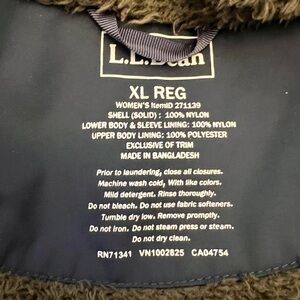 L.L.Bean
XL REG
WOMEN'S ItemID 271139
SHELL (SOLID) : 100% NYLON
LOWER BODY & SLEEVE LINING: 100% NYLON
UPPER BODY LINING: 100% POLYESTER
EXCLUSIVE OF TRIM
MADE IN BANGLADESH
Prior to laundering, close all closures.
Machine wash cold, With like colors.
Mild detergent. Rinse thoroughly.
Do not bleach. Do not use fabric softeners.
Tumble dry low. Remove promptly.
Do not iron. Do not steam press or steam.
Do not dry clean.
RN71341 VN1002825 CA04754